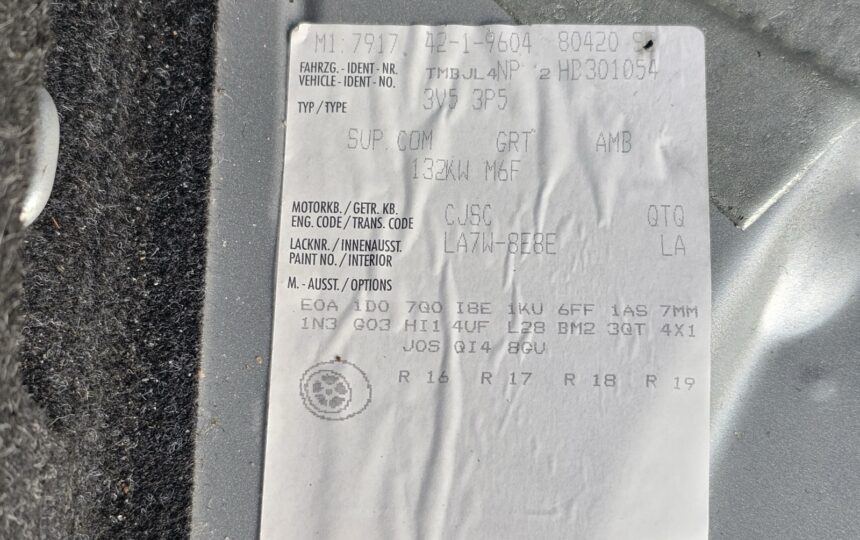 M1:7917 42-1-9604 80420 9
FAHRZG. - IDENT - NR.
VEHICLE - IDENT - NO. TMBJL4NP 2 HD301054
TYP / TYPE 3V5 3P5
SUP.COM GRT AMB
132KW M6F
MOTORKB. / GETR. KB.
ENG. CODE / TRANS. CODE CJSC QTQ
LACKNR. / INNENAUSST.
PAINT NO. / INTERIOR LA7W-8E8E LA
M. - AUSST. / OPTIONS
E0A 1D0 7Q0 I8E 1KU 6FF 1AS 7MM
1N3 G03 HI1 4UF L28 BM2 3QT 4X1
J0S QI4 8GU
R 16 R 17 R 18 R 19